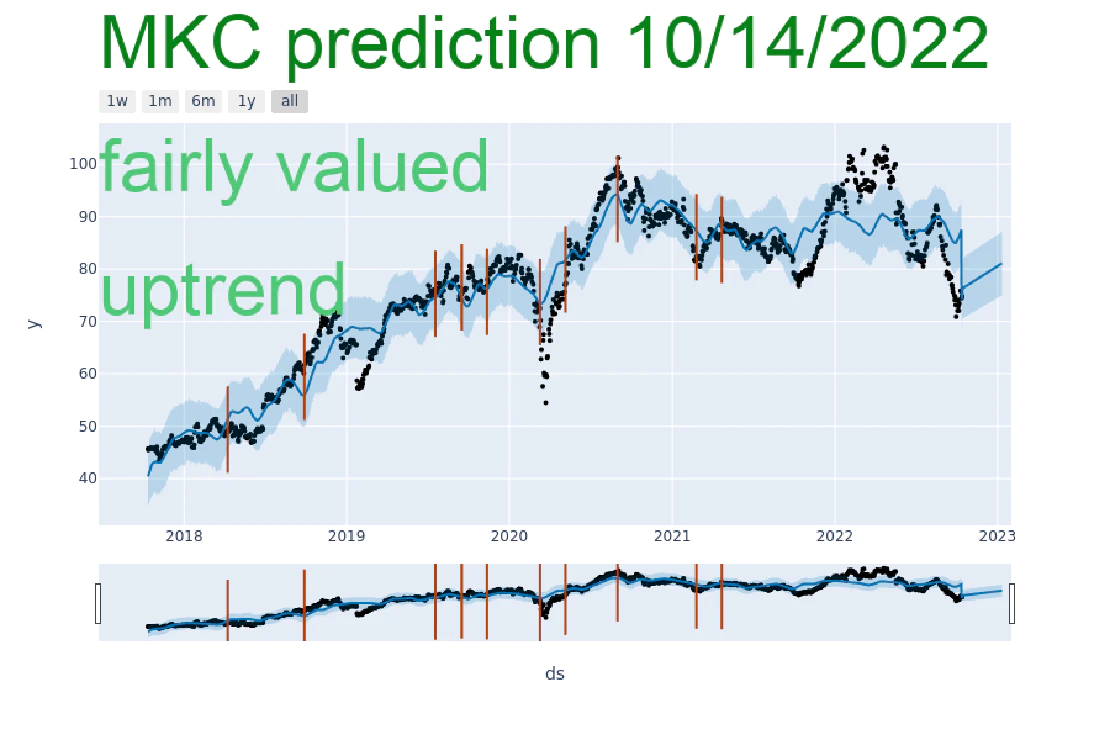 MKC prediction 10/14/2022
1w 1m 6m 1y all
fairly valued
uptrend
100
90
80
70
60
50
40
y
2018 2019 2020 2021 2022 2023
ds